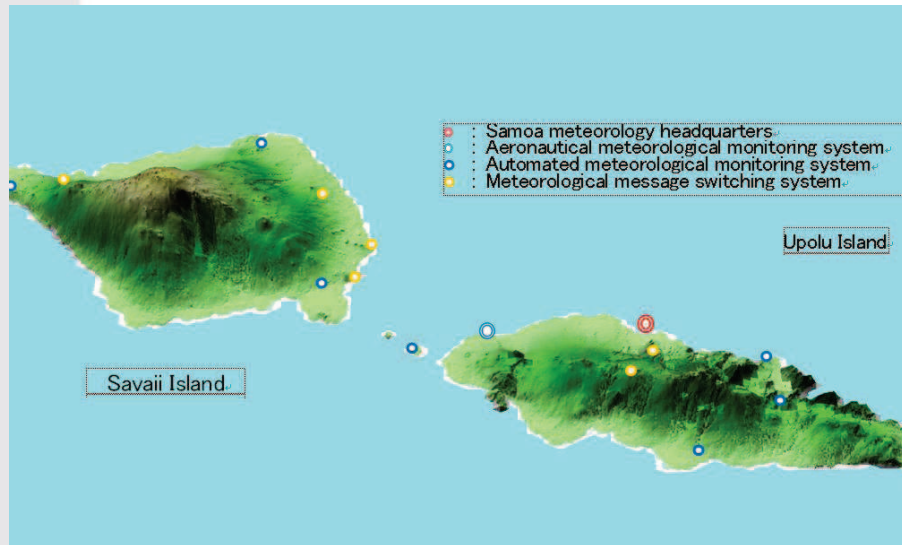 : Samoa meteorology headquarters
: Aeronautical meteorological monitoring system
: Automated meteorological monitoring system
: Meteorological message switching system
Upolu Island
Savaii Island